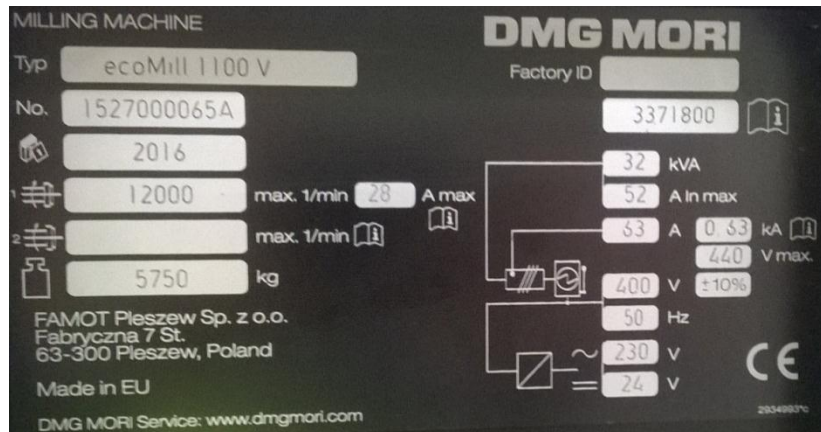 MILLING MACHINE
DMG MORI
Typ ecoMill 1100 V
Factory ID
No. 1527000065A
3371800
2016
32 kVA
1 12000 max. 1/min 28 A max
52 A In max
2 max. 1/min
63 A 0,63 kA
440 V max.
5750 kg
400 V ±10%
50 Hz
FAMOT Pleszew Sp. z o.o.
Fabryczna 7 St.
63-300 Pleszew, Poland
230 V
24 V
CE
Made in EU
DMG MORI Service: www.dmgmori.com
2934993*c